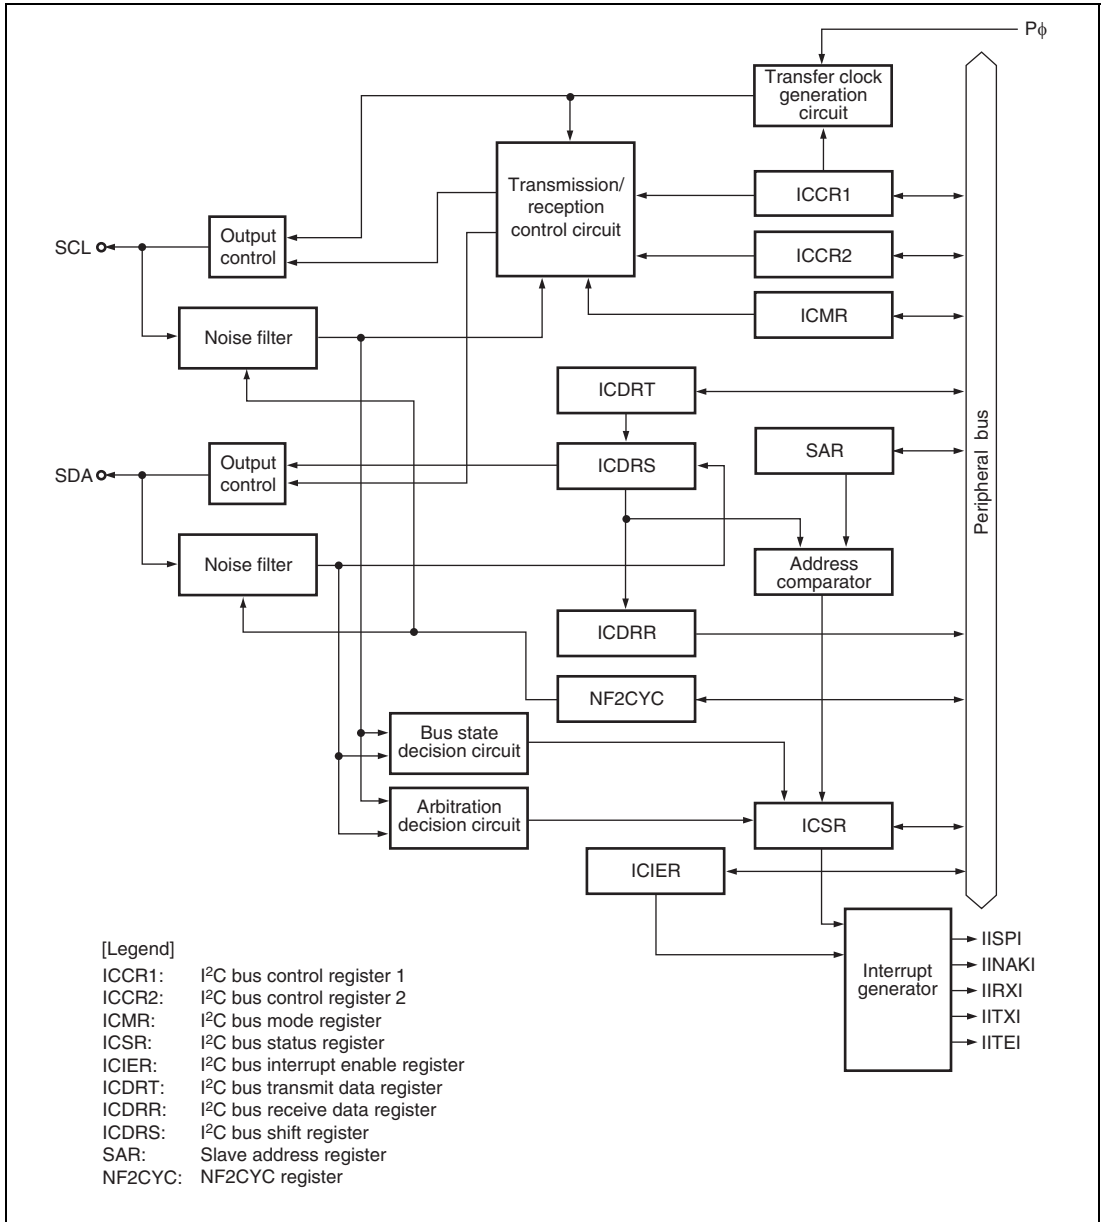 Pϕ
Transfer clock
generation
circuit
Transmission/
reception
control circuit
ICCR1
Output
control
SCL
ICCR2
ICMR
Noise filter
ICDRT
Peripheral bus
SAR
Output
control
SDA
ICDRS
Noise filter
Address
comparator
ICDRR
NF2CYC
Bus state
decision circuit
Arbitration
decision circuit
ICSR
ICIER
Interrupt
generator
IISPI
IINAKI
IIRXI
IITXI
IITEI
[Legend]
ICCR1: I²C bus control register 1
ICCR2: I²C bus control register 2
ICMR: I²C bus mode register
ICSR: I²C bus status register
ICIER: I²C bus interrupt enable register
ICDRT: I²C bus transmit data register
ICDRR: I²C bus receive data register
ICDRS: I²C bus shift register
SAR: Slave address register
NF2CYC: NF2CYC register